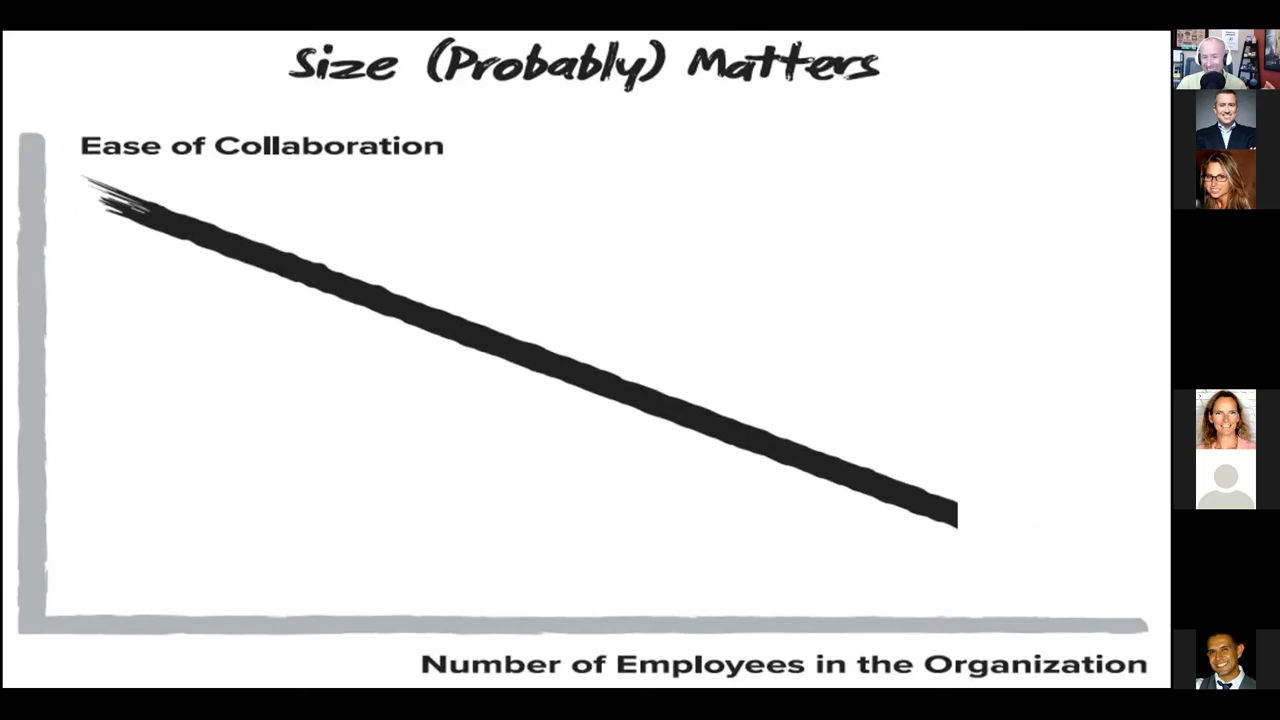 Size (Probably) Matters
Ease of Collaboration
Number of Employees in the Organization